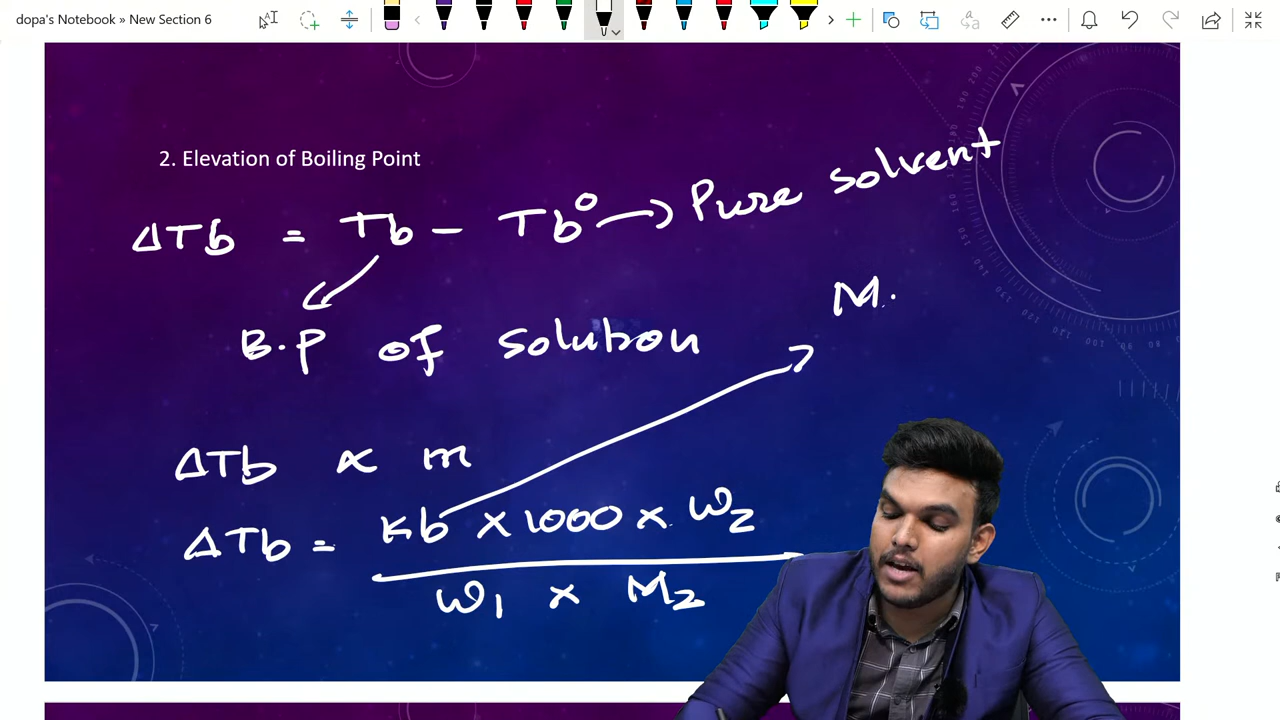 dopa's Notebook » New Section 6
2. Elevation of Boiling Point
ΔTb = Tb - Tb° → Pure solvent
B.P of solution
M.
ΔTb ∝ m
ΔTb = Kb x 1000 x W2
W1 x M2